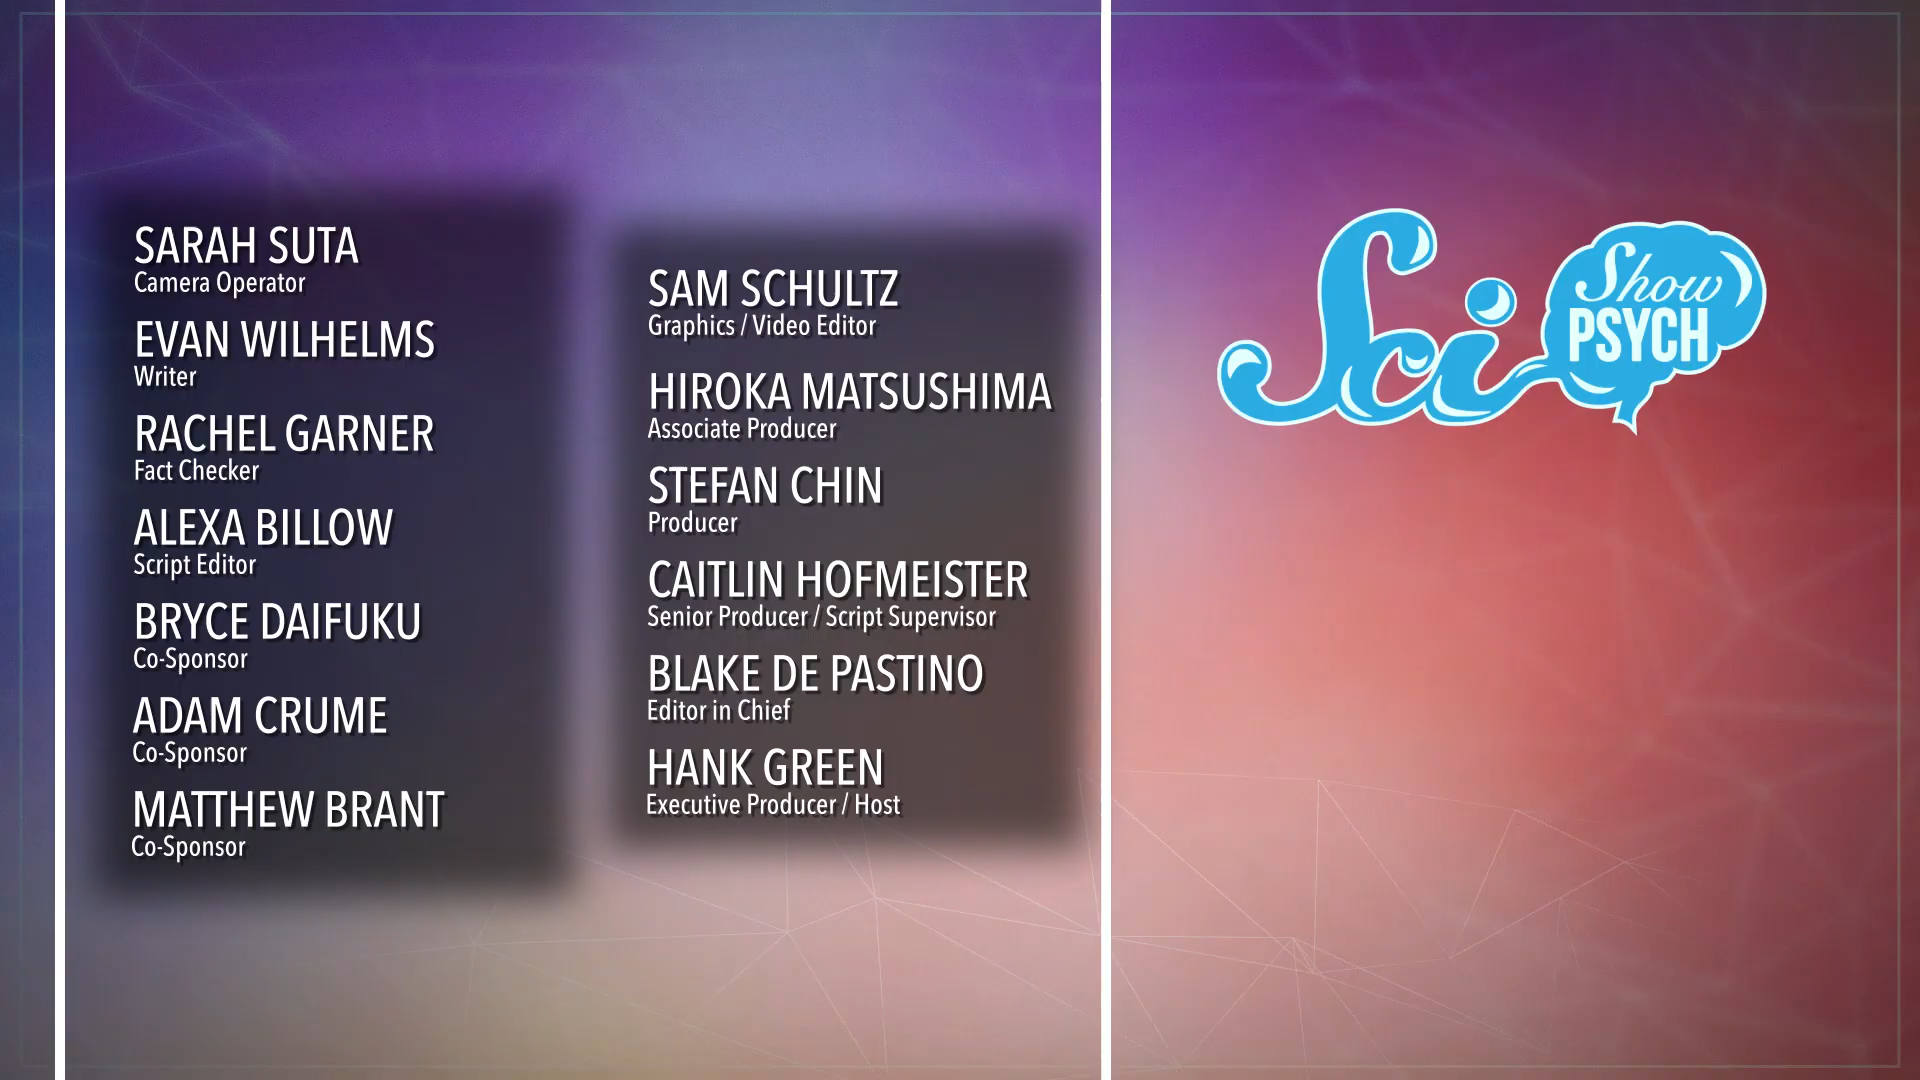 SARAH SUTA
Camera Operator
EVAN WILHELMS
Writer
RACHEL GARNER
Fact Checker
ALEXA BILLOW
Script Editor
BRYCE DAIFUKU
Co-Sponsor
ADAM CRUME
Co-Sponsor
MATTHEW BRANT
Co-Sponsor
SAM SCHULTZ
Graphics / Video Editor
HIROKA MATSUSHIMA
Associate Producer
STEFAN CHIN
Producer
CAITLIN HOFMEISTER
Senior Producer / Script Supervisor
BLAKE DE PASTINO
Editor in Chief
HANK GREEN
Executive Producer / Host
Sci
Show
PSYCH